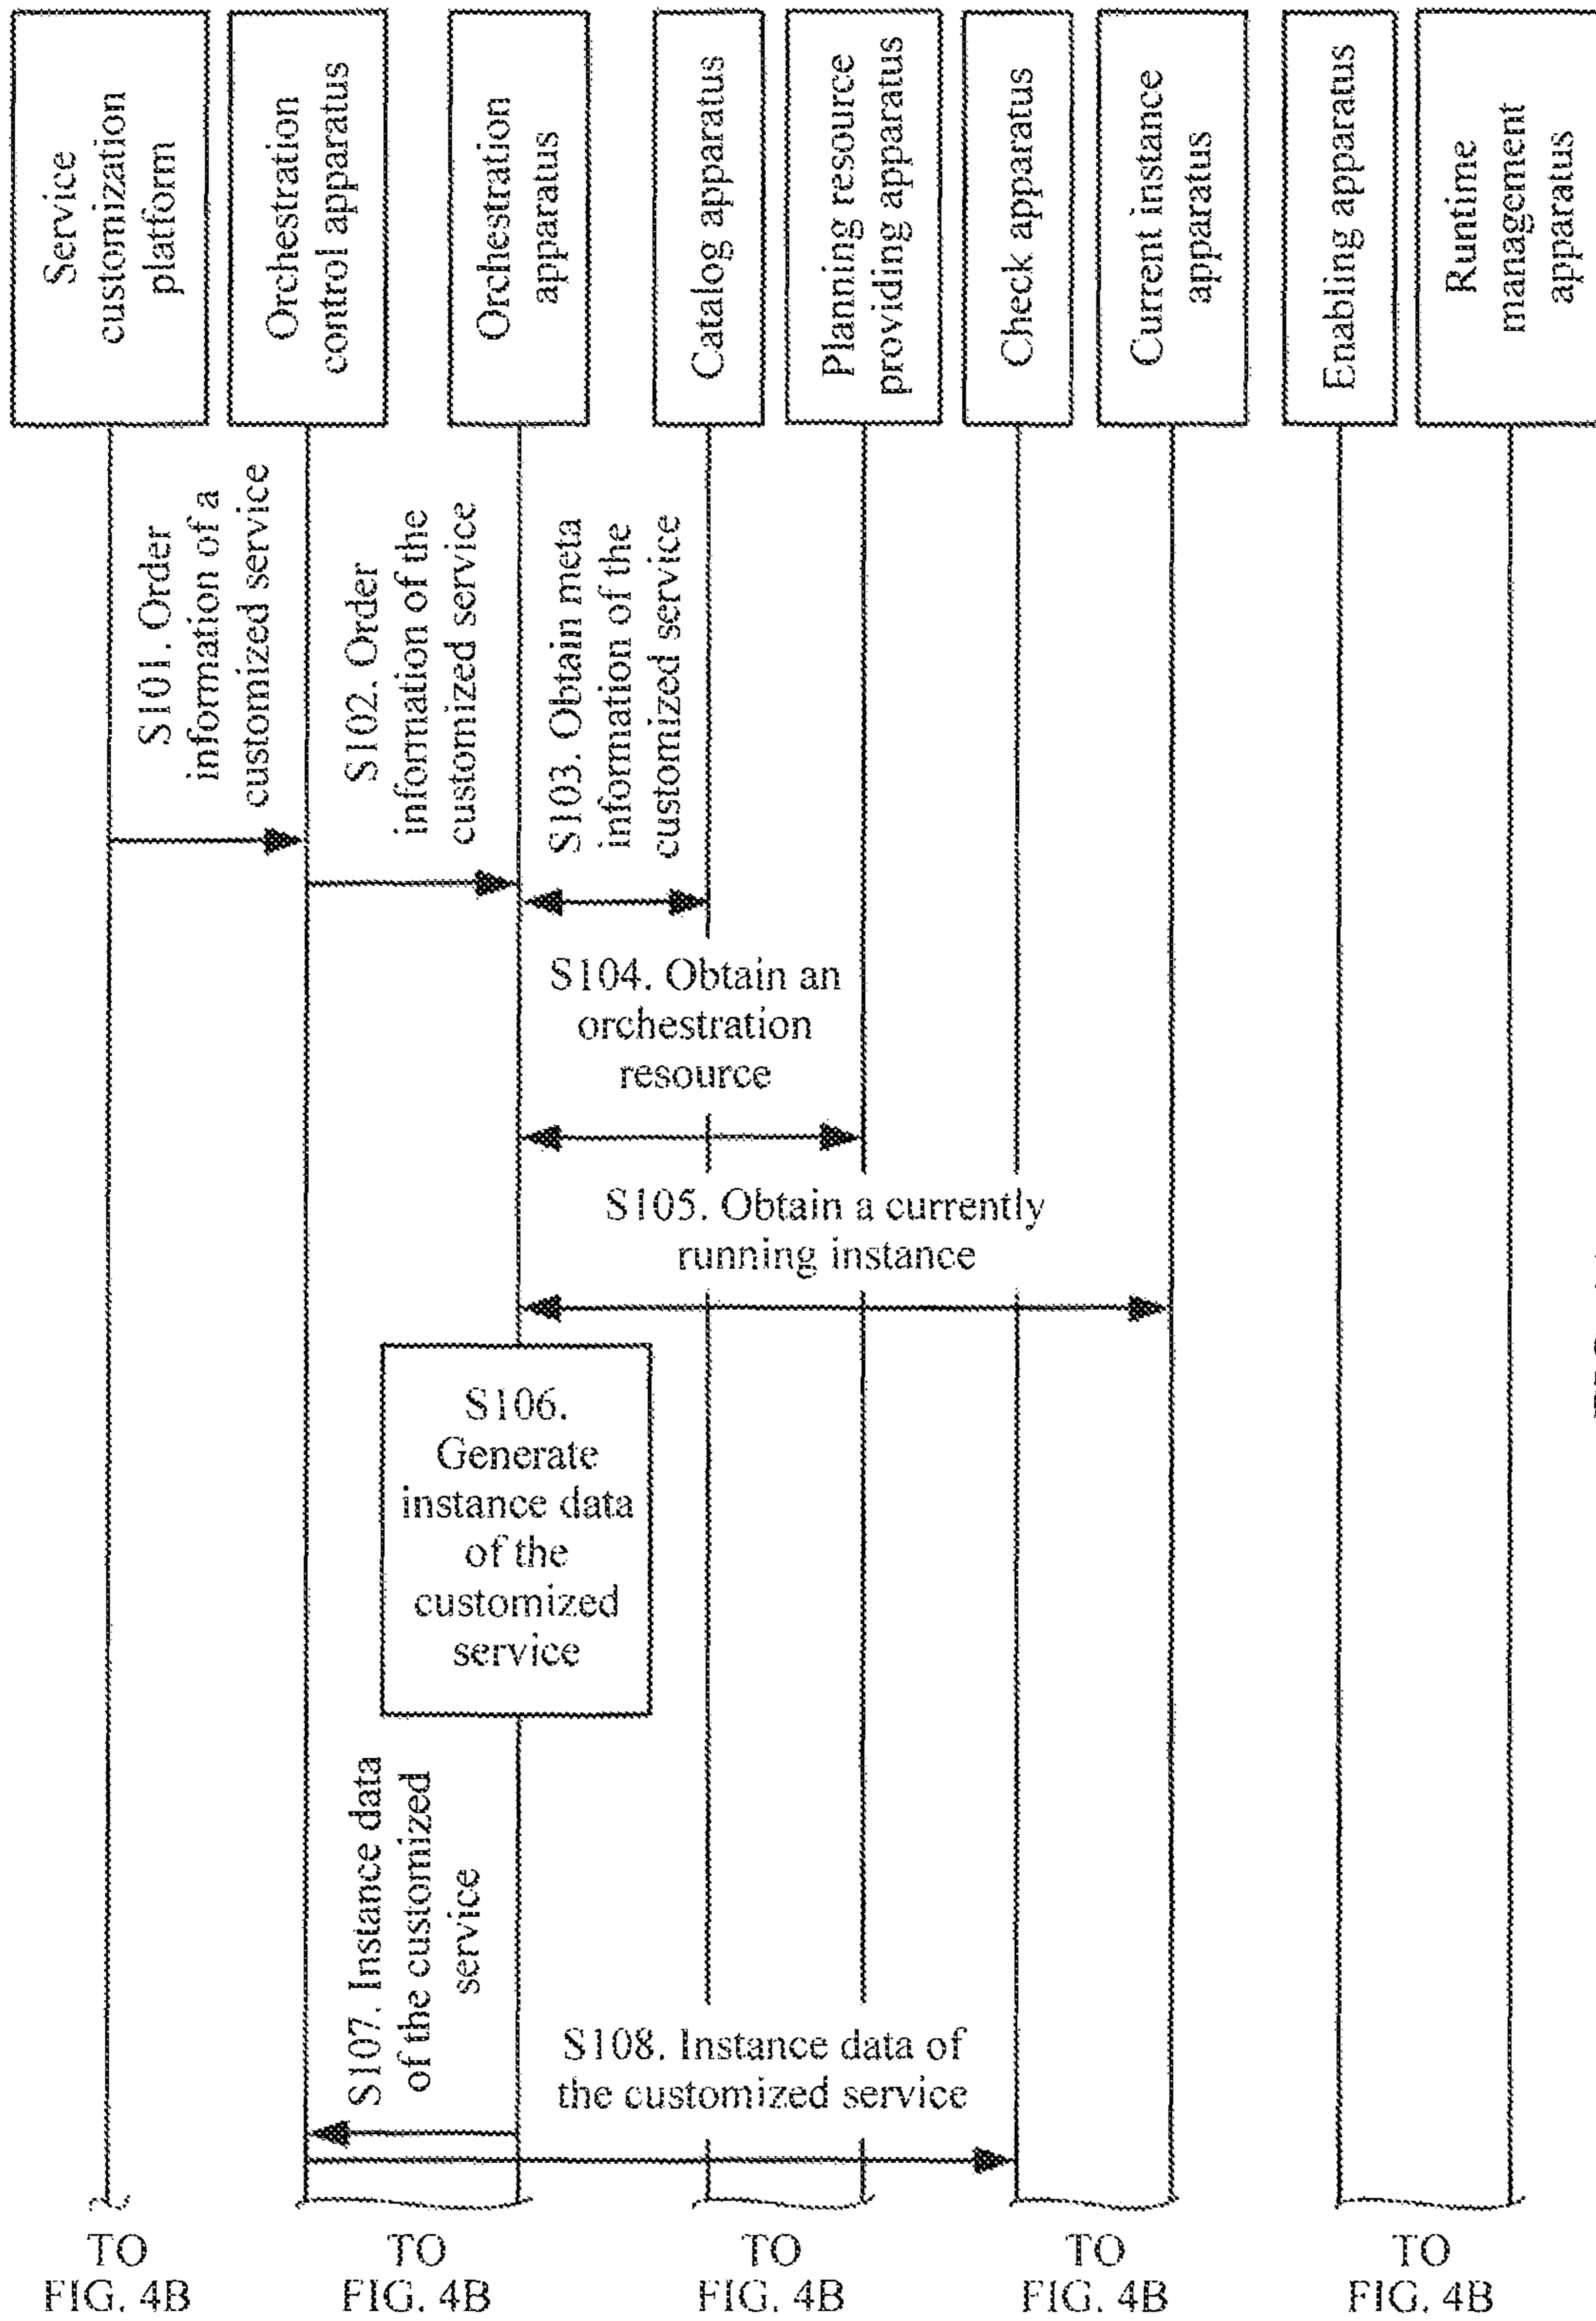 Service
customization
platform
Orchestration
control apparatus
Orchestration
apparatus
Catalog apparatus
Planning resource
providing apparatus
Check apparatus
Current instance
apparatus
Enabling apparatus
Runtime
management
apparatus
S101. Order
information of a
customized service
S102. Order
information of the
customized service
S103. Obtain meta
information of the
customized service
S104. Obtain an
orchestration
resource
S105. Obtain a currently
running instance
S106.
Generate
instance data
of the
customized
service
S107. Instance data
of the customized
service
S108. Instance data of
the customized service
TO
FIG. 4B
TO
FIG. 4B
TO
FIG. 4B
TO
FIG. 4B
TO
FIG. 4B